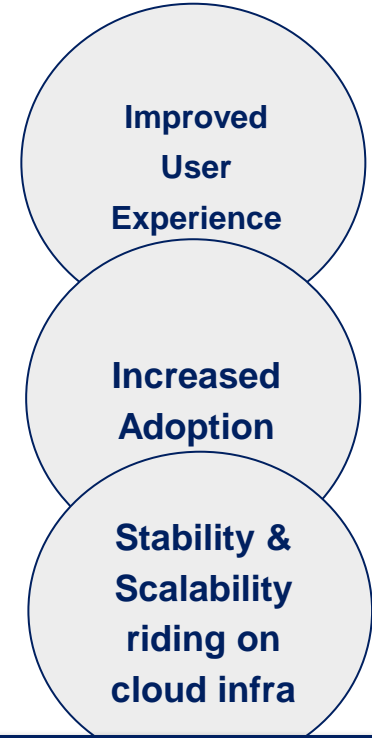 Improved
User
Experience
Increased
Adoption
Stability &
Scalability
riding on
cloud infra